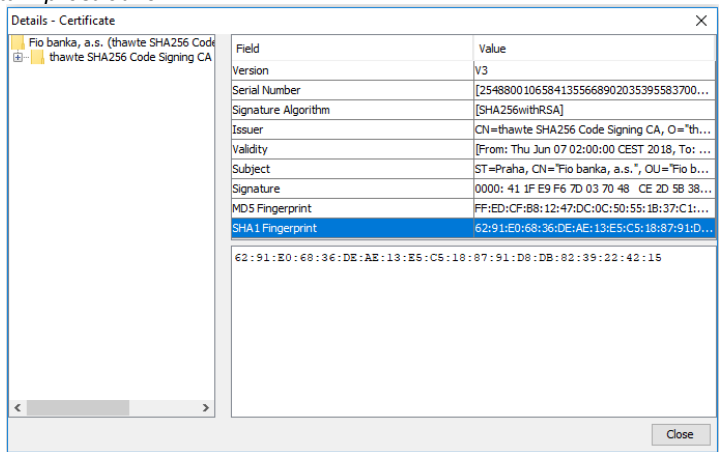 Details - Certificate
Fio banka, a.s. (thawte SHA256 Code
thawte SHA256 Code Signing CA
Field Value
Version V3
Serial Number [25488001065841355668902035395583700...
Signature Algorithm [SHA256withRSA]
Issuer CN=thawte SHA256 Code Signing CA, O="th...
Validity [From: Thu Jun 07 02:00:00 CEST 2018, To: ...
Subject ST=Praha, CN="Fio banka, a.s.", OU="Fio b...
Signature 0000: 41 1F E9 F6 7D 03 70 48 CE 2D 5B 38...
MD5 Fingerprint FF:ED:CF:B8:12:47:DC:0C:50:55:1B:37:C1:...
SHA1 Fingerprint 62:91:E0:68:36:DE:AE:13:E5:C5:18:87:91:D...
62:91:E0:68:36:DE:AE:13:E5:C5:18:87:91:D8:DB:82:39:22:42:15
Close